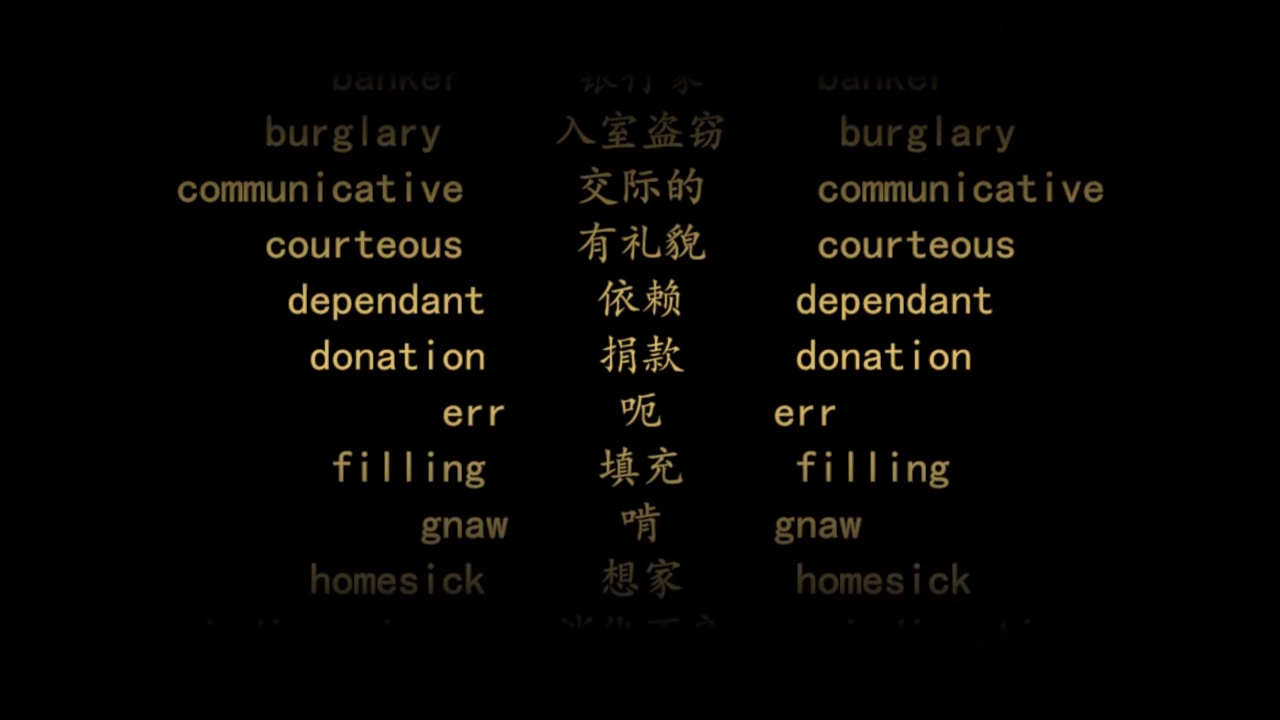 banker 银行家 banker
burglary 入室盗窃 burglary
communicative 交际的 communicative
courteous 有礼貌 courteous
dependant 依赖 dependant
donation 捐款 donation
err 呃 err
filling 填充 filling
gnaw 啃 gnaw
homesick 想家 homesick